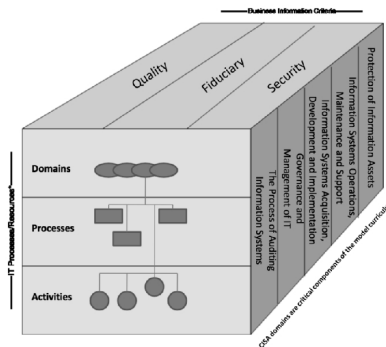 Business Information Criteria
Quality
Fiduciary
Security
IT Processes/Resources*
Domains
Processes
Activities
The Process of Auditing
Information Systems
Governance and
Management of IT
Information Systems Acquisition,
Development and Implementation
Information Systems Operations,
Maintenance and Support
Protection of Information Assets
CISA domains are critical components of the model curricul